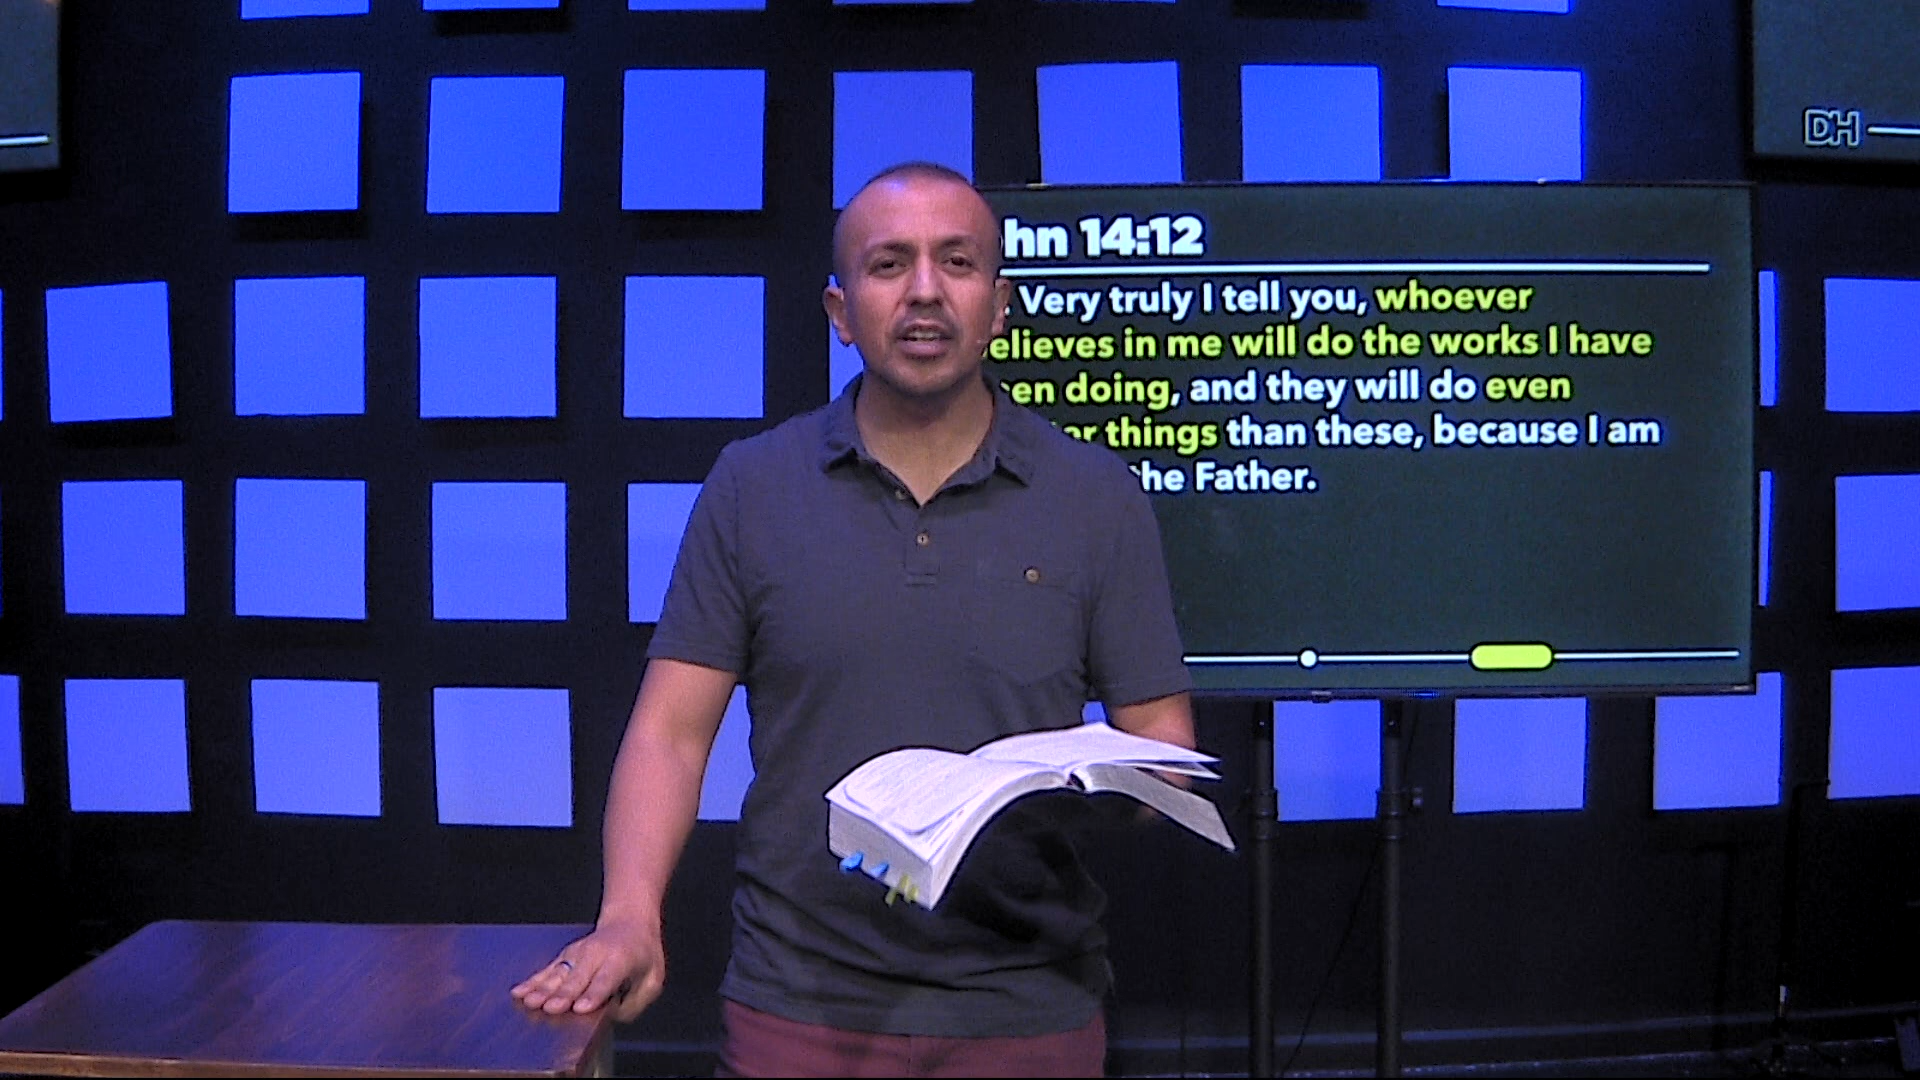 hn 14:12
. Very truly I tell you, whoever
elieves in me will do the works I have
en doing, and they will do even
things than these, because I am
the Father.
DH